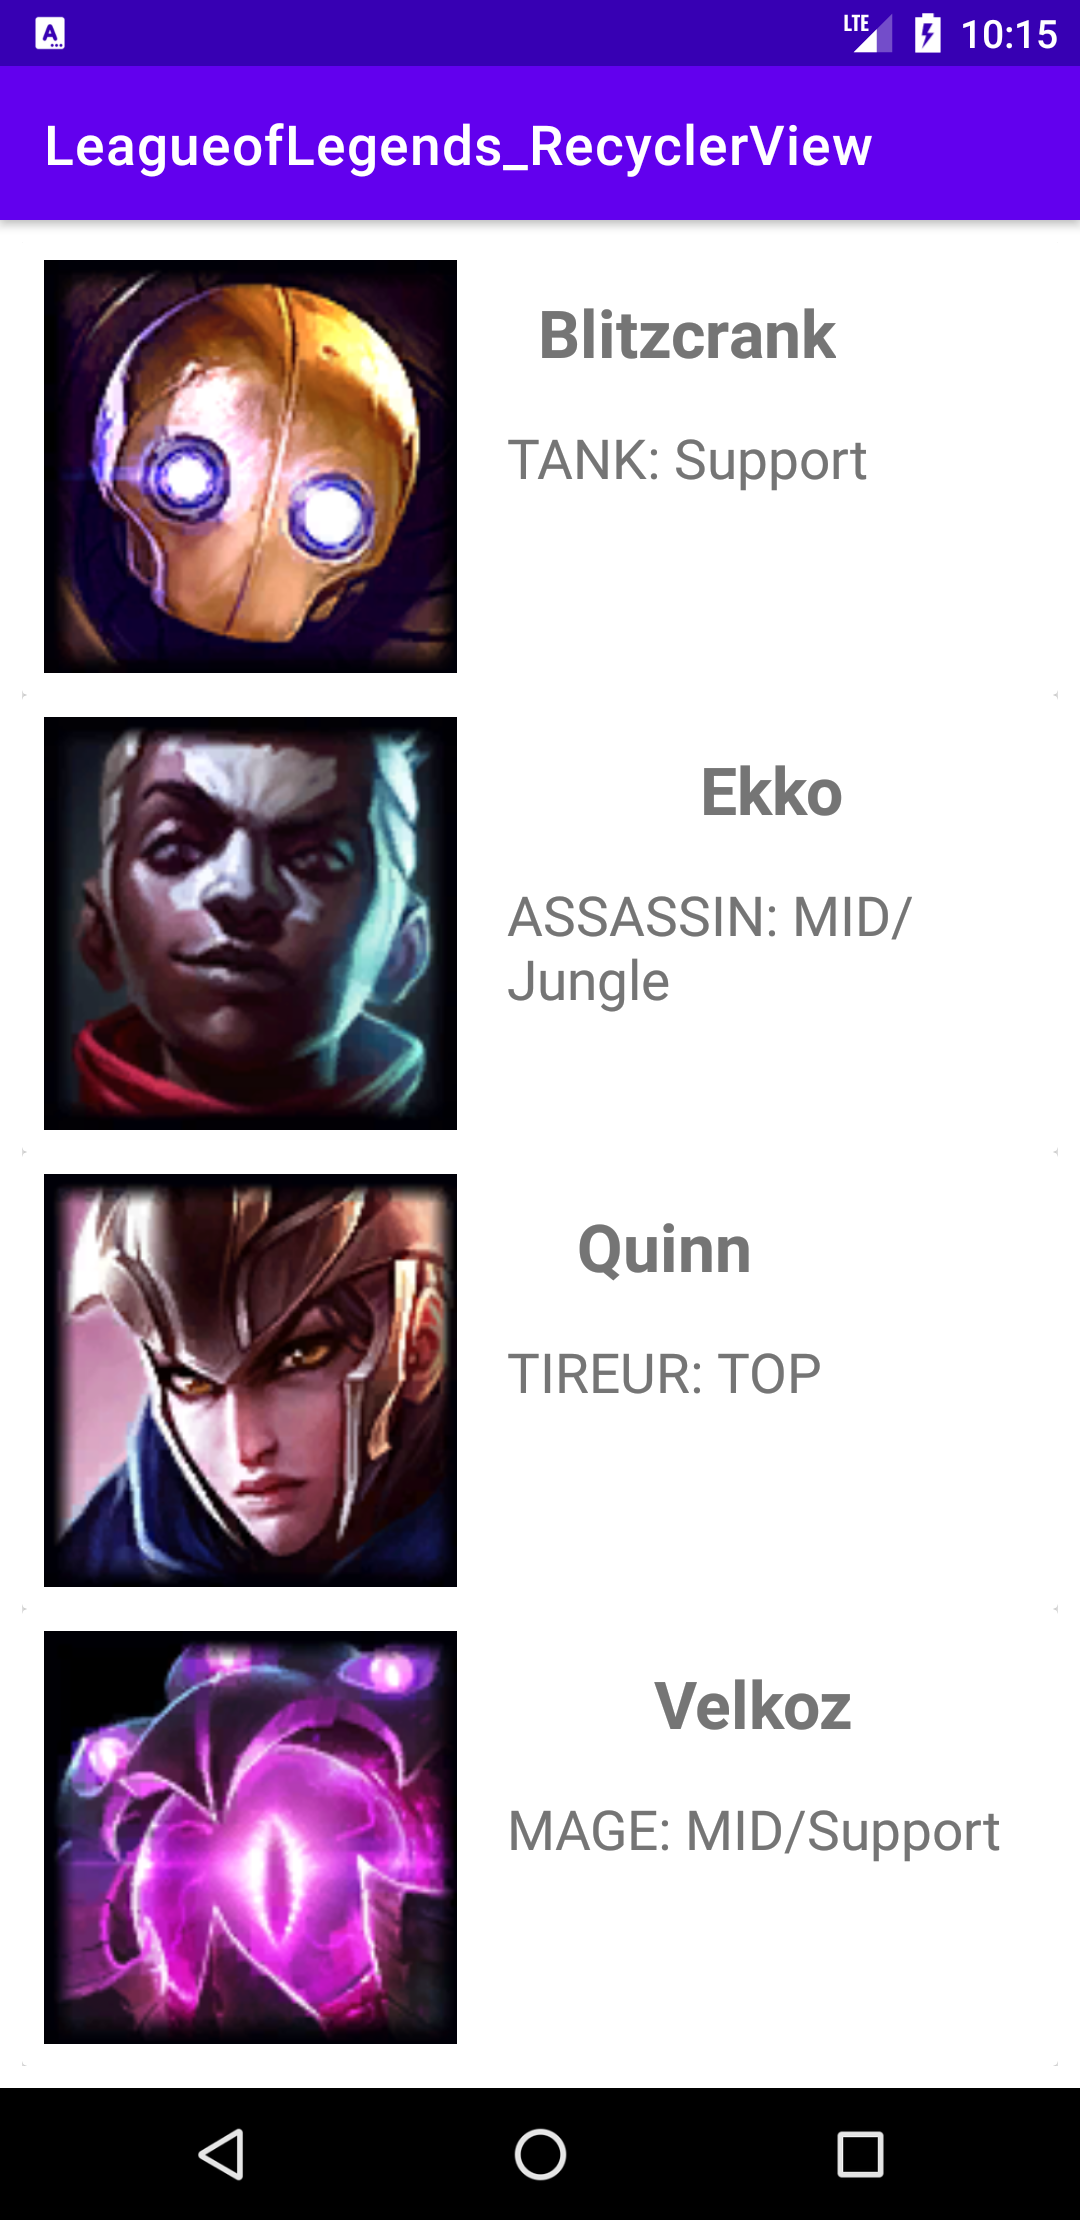 LTE 10:15
LeagueofLegends_RecyclerView
Blitzcrank
TANK: Support
Ekko
ASSASSIN: MID/
Jungle
Quinn
TIREUR: TOP
Velkoz
MAGE: MID/Support